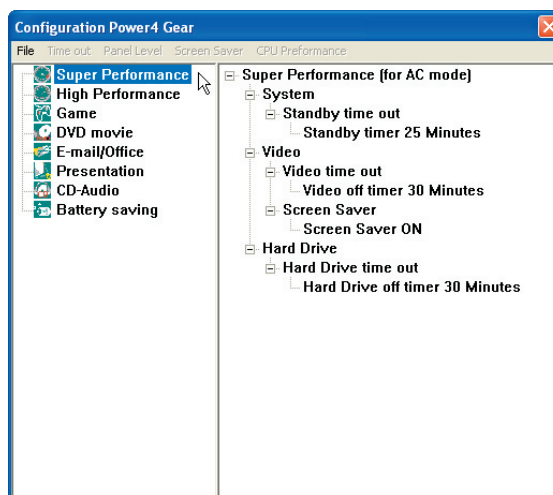 Configuration Power4 Gear
File Time out Panel Level Screen Saver CPU Preformance
Super Performance
High Performance
Game
DVD movie
E-mail/Office
Presentation
CD-Audio
Battery saving
Super Performance (for AC mode)
System
Standby time out
Standby timer 25 Minutes
Video
Video time out
Video off timer 30 Minutes
Screen Saver
Screen Saver ON
Hard Drive
Hard Drive time out
Hard Drive off timer 30 Minutes